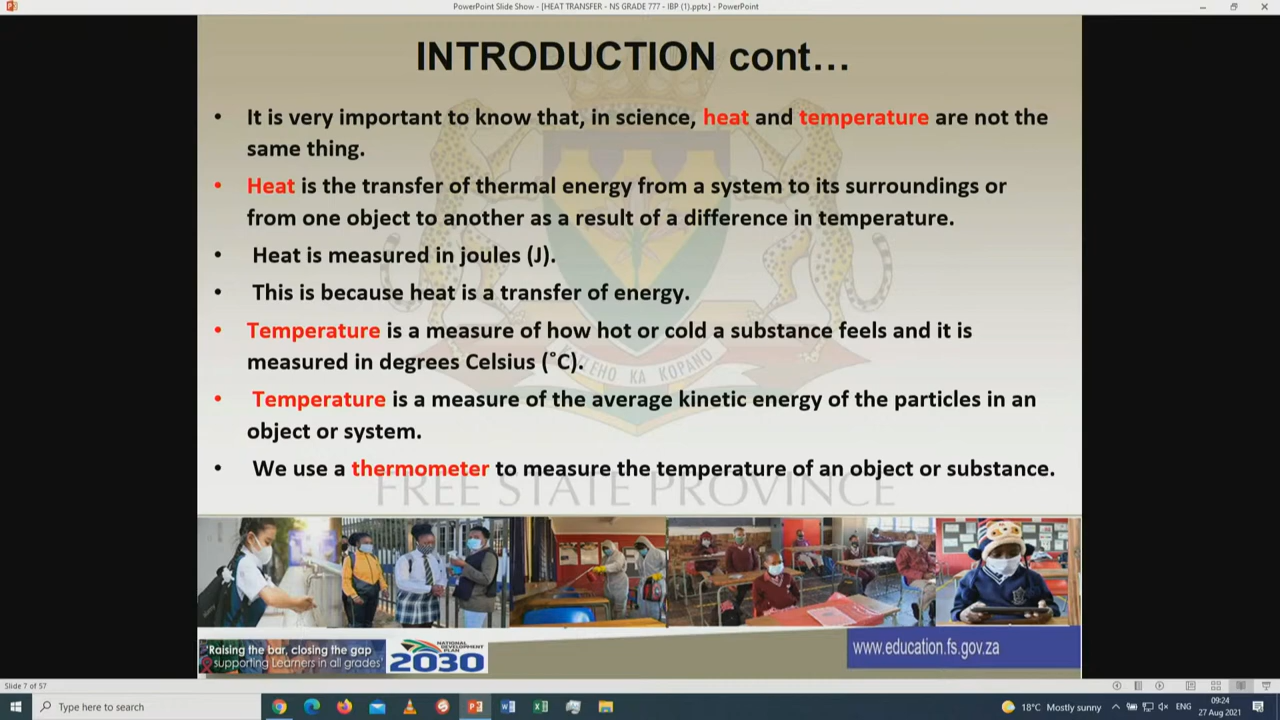 PowerPoint Slide Show - [HEAT TRANSFER - NS GRADE 777 - IBP (1).pptx] - PowerPoint
INTRODUCTION cont…
• It is very important to know that, in science, heat and temperature are not the
same thing.
• Heat is the transfer of thermal energy from a system to its surroundings or
from one object to another as a result of a difference in temperature.
• Heat is measured in joules (J).
• This is because heat is a transfer of energy.
• Temperature is a measure of how hot or cold a substance feels and it is
measured in degrees Celsius (˚C).
• Temperature is a measure of the average kinetic energy of the particles in an
object or system.
• We use a thermometer to measure the temperature of an object or substance.
KA KOPANO
FREE STATE PROVINCE
'Raising the bar, closing the gap
supporting Learners in all grades'
NATIONAL
DEVELOPMENT
PLAN
2030
www.education.fs.gov.za
Slide 7 of 57
Type here to search
18°C Mostly sunny
ENG
09:24
27 Aug 2021